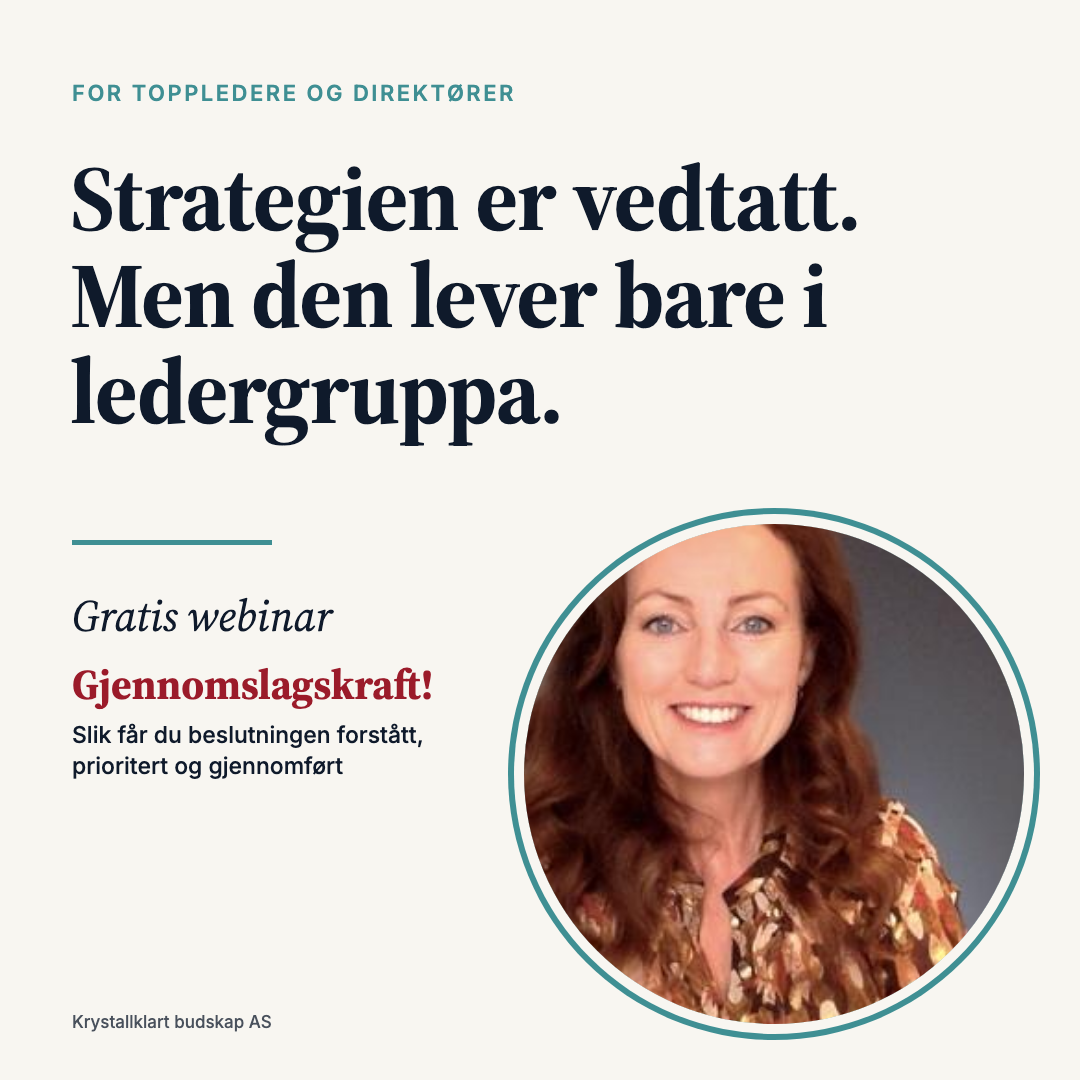 FOR TOPPLEDERE OG DIREKTØRER
Strategien er vedtatt.
Men den lever bare i
ledergruppa.
Gratis webinar
Gjennomslagskraft!
Slik får du beslutningen forstått,
prioritert og gjennomført
Krystallklart budskap AS